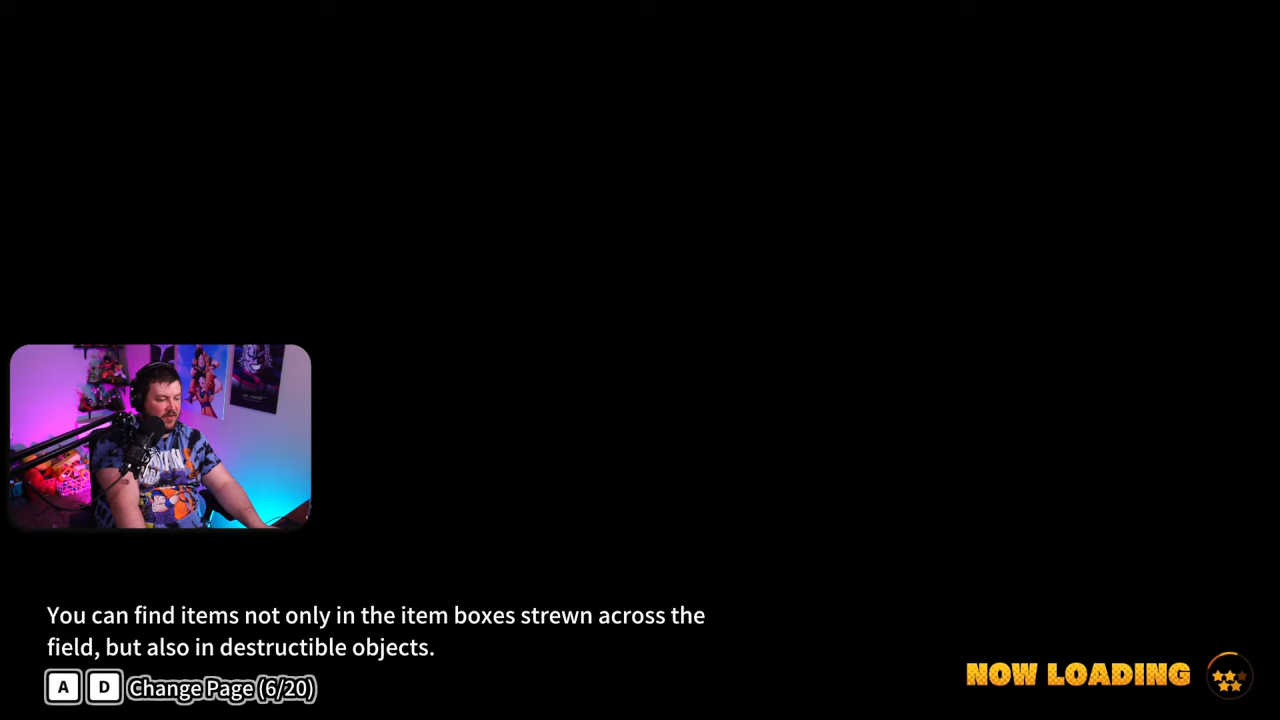 You can find items not only in the item boxes strewn across the
field, but also in destructible objects.
A D Change Page (6/20)
NOW LOADING